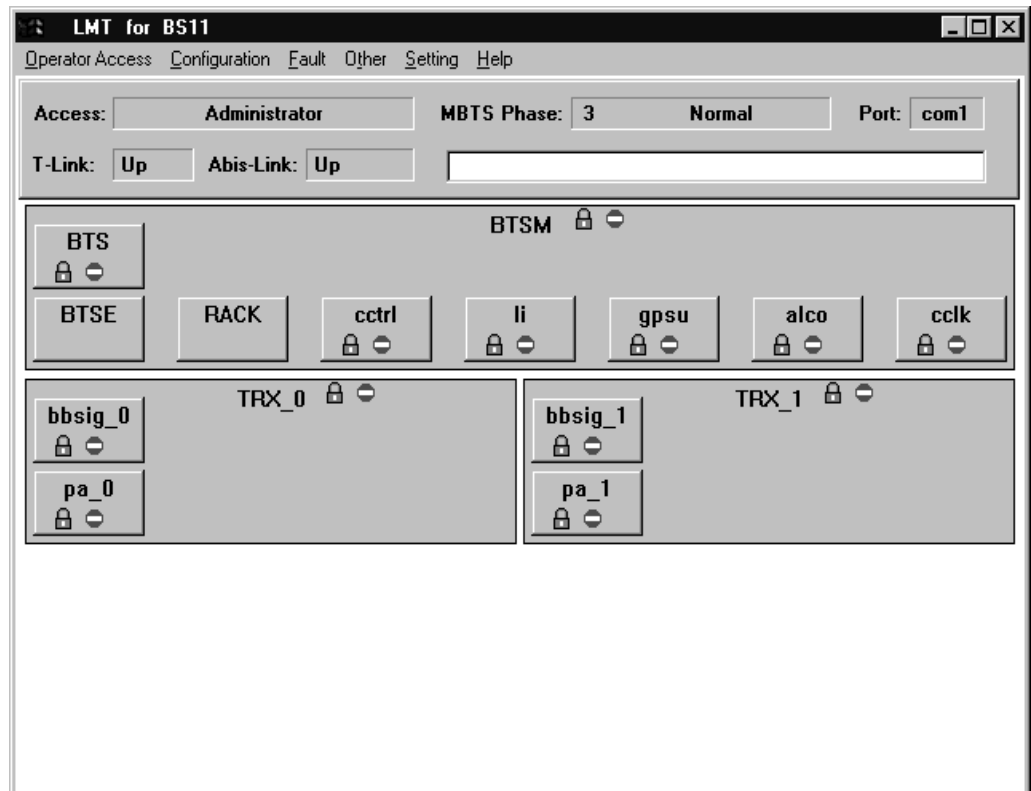 LMT for BS11
Operator Access Configuration Fault Other Setting Help
Access: Administrator MBTS Phase: 3 Normal Port: com1
T-Link: Up Abis-Link: Up
BTSM
BTS
BTSE RACK cctrl li gpsu alco cclk
TRX_0 TRX_1
bbsig_0 bbsig_1
pa_0 pa_1